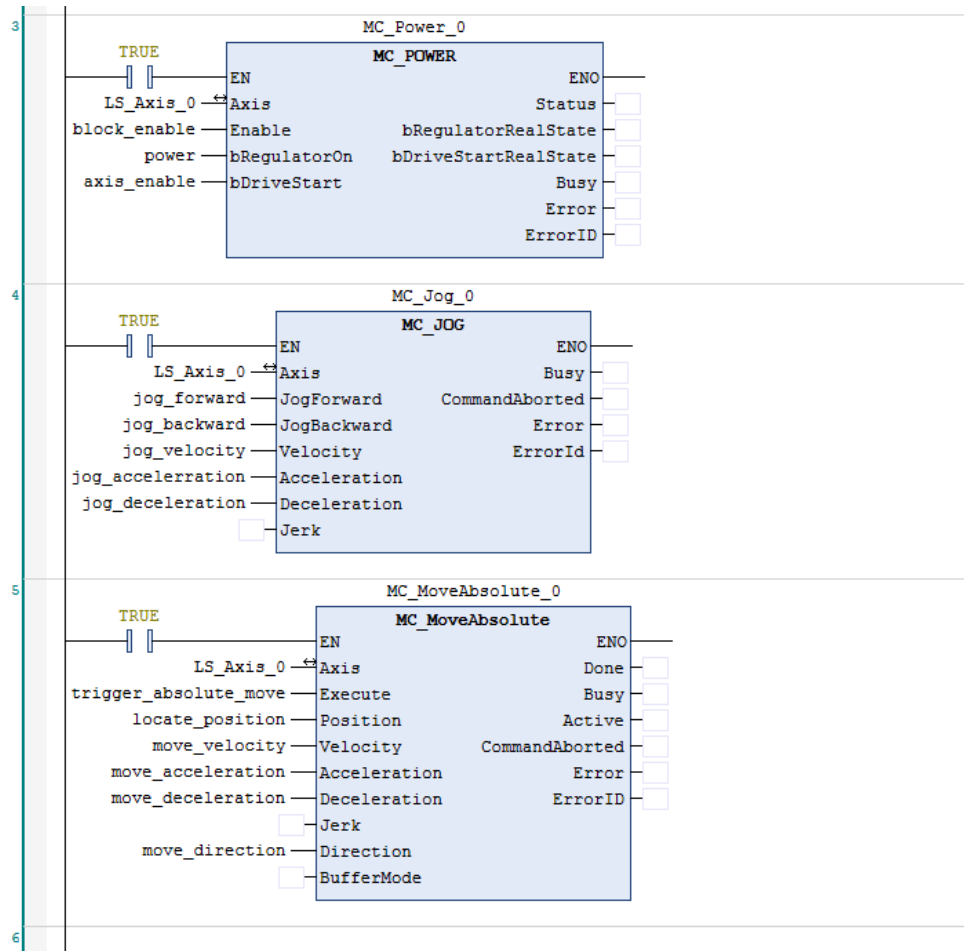 3
MC_Power_0
TRUE
MC_POWER
EN ENO
LS_Axis_0 Axis Status
block_enable Enable bRegulatorRealState
power bRegulatorOn bDriveStartRealState
axis_enable bDriveStart Busy
Error
ErrorID
4
MC_Jog_0
TRUE
MC_JOG
EN ENO
LS_Axis_0 Axis Busy
jog_forward JogForward CommandAborted
jog_backward JogBackward Error
jog_velocity Velocity ErrorId
jog_accelerration Acceleration
jog_deceleration Deceleration
Jerk
5
MC_MoveAbsolute_0
TRUE
MC_MoveAbsolute
EN ENO
LS_Axis_0 Axis Done
trigger_absolute_move Execute Busy
locate_position Position Active
move_velocity Velocity CommandAborted
move_acceleration Acceleration Error
move_deceleration Deceleration ErrorID
Jerk
move_direction Direction
BufferMode
6